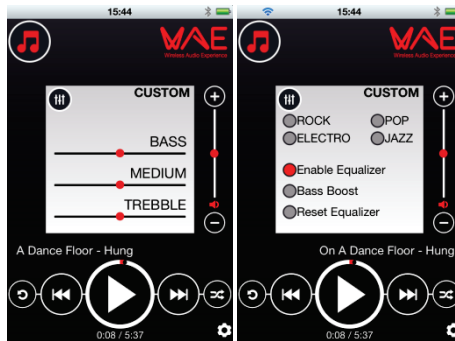 15:44
WAE
Wireless Audio Experience
CUSTOM
BASS
MEDIUM
TREBBLE
A Dance Floor - Hung
0:08 / 5:37
15:44
WAE
Wireless Audio Experience
CUSTOM
ROCK POP
ELECTRO JAZZ
Enable Equalizer
Bass Boost
Reset Equalizer
On A Dance Floor - Hung
0:08 / 5:37